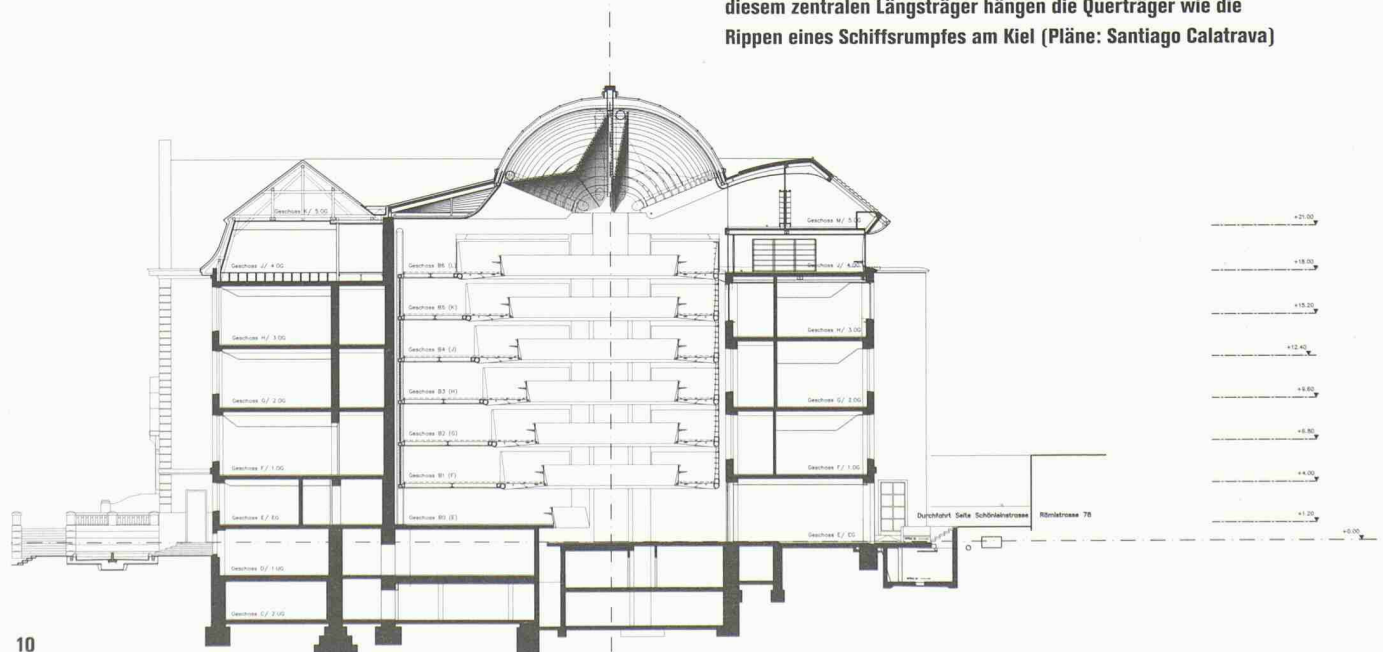 diesem zentralen Längsträger hängen die Querträger wie die
Rippen eines Schiffsrumpfes am Kiel (Pläne: Santiago Calatrava)
Geschoss K/ 5.OG
Geschoss M/ 5.OG
+21.00
Geschoss J/ 4.OG
Geschoss B6 (L)
Geschoss J/ 4.OG
+18.00
Geschoss B5 (K)
+15.20
Geschoss H/ 3.OG
Geschoss B4 (J)
Geschoss H/ 3.OG
+12.40
Geschoss G/ 2.OG
Geschoss B3 (H)
Geschoss G/ 2.OG
+9.60
Geschoss B2 (G)
+6.80
Geschoss F/ 1.OG
Geschoss B1 (F)
Geschoss F/ 1.OG
+4.00
Geschoss E/ EG
Geschoss B0 (E)
Durchfahrt Seite Schönleinstrasse
Rämistrasse 76
+1.20
Geschoss E/ EG
+0.00
Geschoss D/ 1.UG
Geschoss C/ 2.UG
10